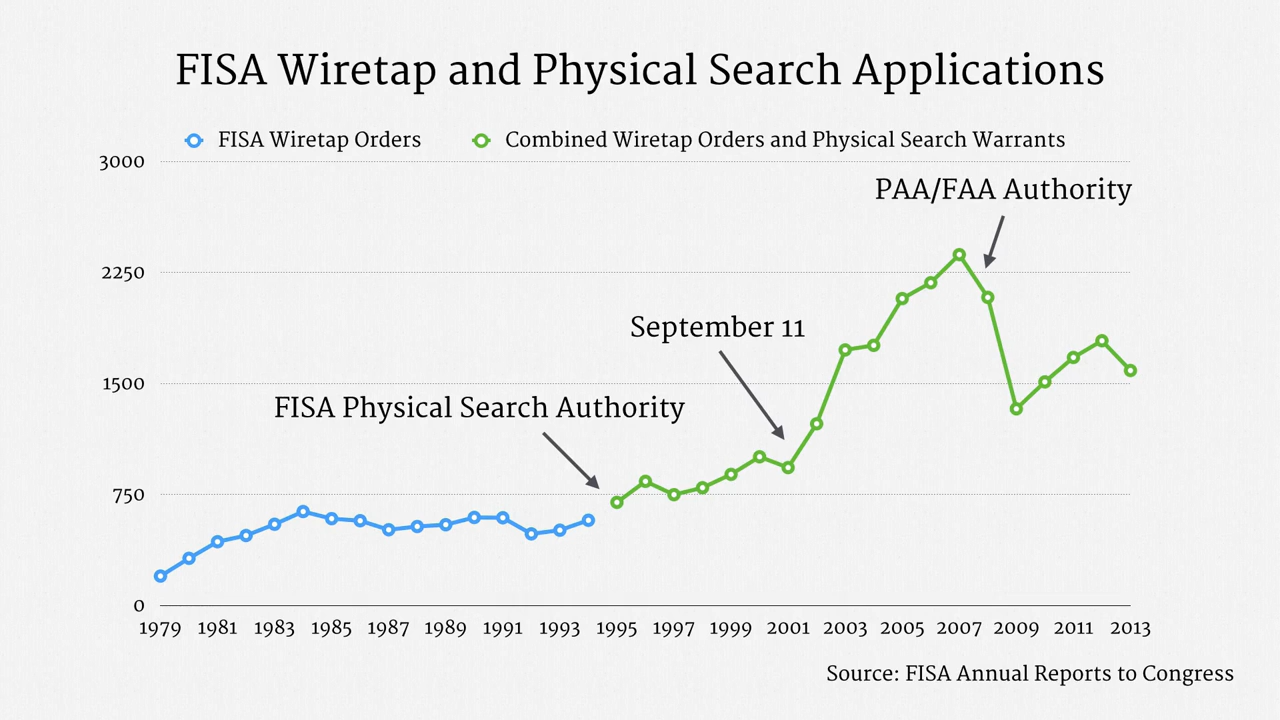 FISA Wiretap and Physical Search Applications
FISA Wiretap Orders
Combined Wiretap Orders and Physical Search Warrants
3000
PAA/FAA Authority
2250
September 11
1500
FISA Physical Search Authority
750
0
1979 1981 1983 1985 1987 1989 1991 1993 1995 1997 1999 2001 2003 2005 2007 2009 2011 2013
Source: FISA Annual Reports to Congress